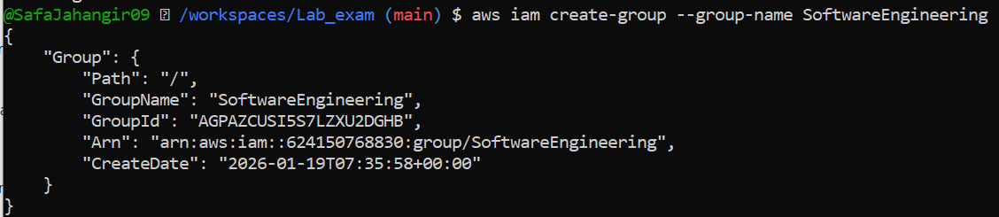 @SafaJahangir09 /workspaces/Lab_exam (main) $ aws iam create-group --group-name SoftwareEngineering
{
    "Group": {
        "Path": "/",
        "GroupName": "SoftwareEngineering",
        "GroupId": "AGPAZCUSI5S7LZXU2DGHB",
        "Arn": "arn:aws:iam::624150768830:group/SoftwareEngineering",
        "CreateDate": "2026-01-19T07:35:58+00:00"
    }
}